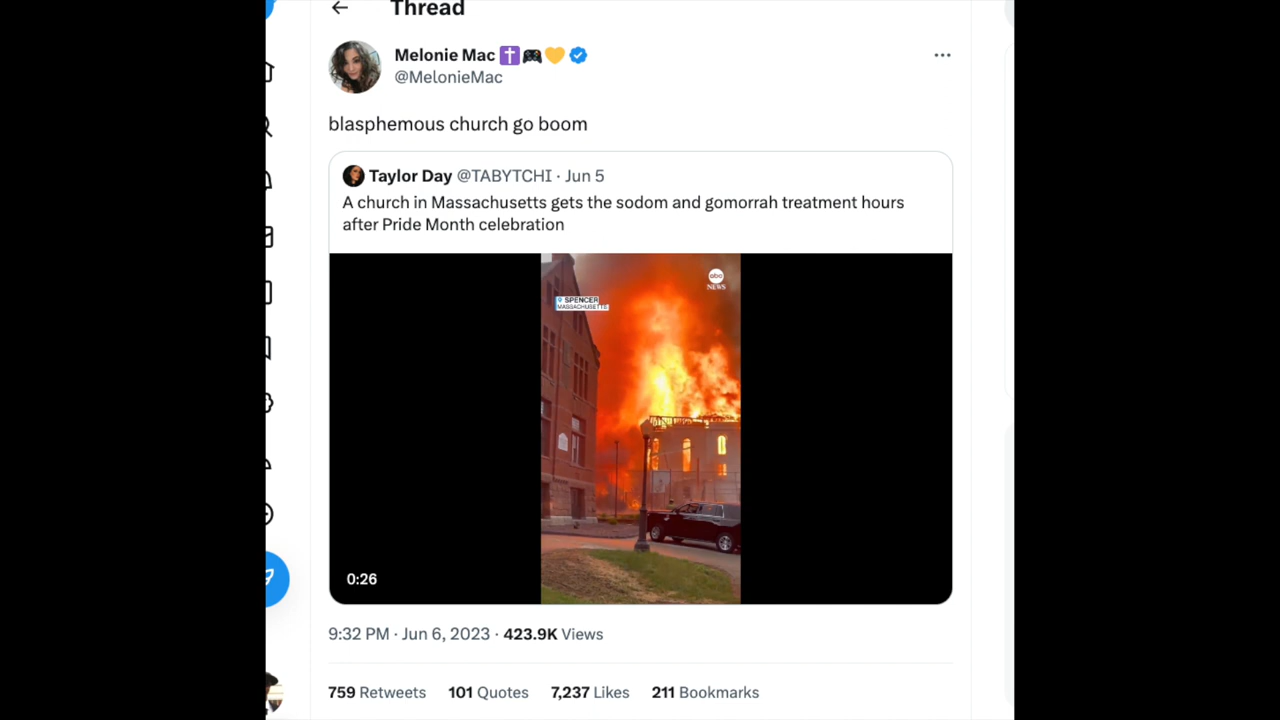 Thread
Melonie Mac
@MelonieMac
blasphemous church go boom
Taylor Day @TABYTCHI · Jun 5
A church in Massachusetts gets the sodom and gomorrah treatment hours
after Pride Month celebration
abc
NEWS
SPENCER
MASSACHUSETTS
0:26
9:32 PM · Jun 6, 2023 · 423.9K Views
759 Retweets 101 Quotes 7,237 Likes 211 Bookmarks